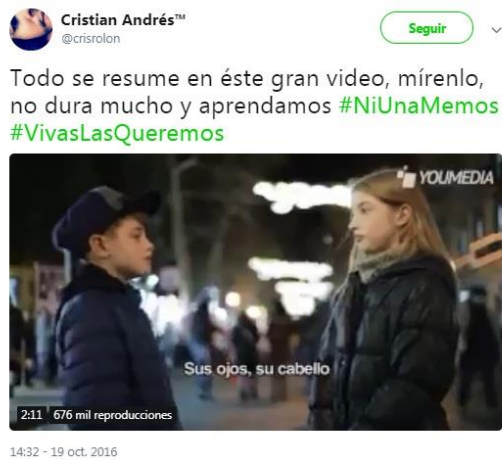 Cristian Andrés™
@crisrolon
Seguir
Todo se resume en éste gran video, mírenlo,
no dura mucho y aprendamos #NiUnaMemos
#VivasLasQueremos
YOUMEDIA
Sus ojos, su cabello
2:11 676 mil reproducciones
14:32 - 19 oct. 2016